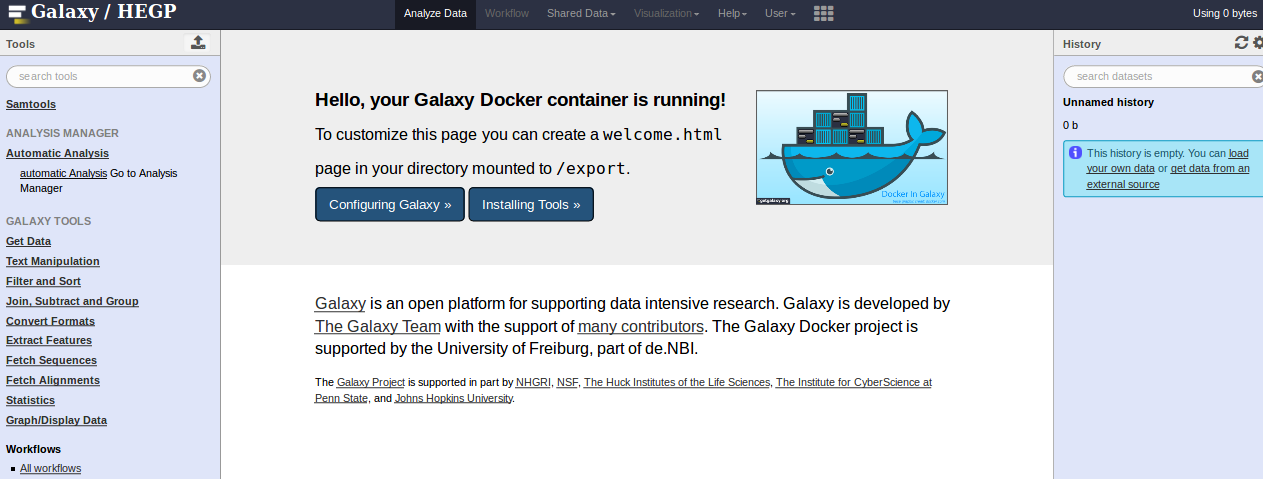 Galaxy / HEGP
Analyze Data
Workflow
Shared Data
Visualization
Help
User
Using 0 bytes
Tools
search tools
Samtools
ANALYSIS MANAGER
Automatic Analysis
automatic Analysis Go to Analysis
Manager
GALAXY TOOLS
Get Data
Text Manipulation
Filter and Sort
Join, Subtract and Group
Convert Formats
Extract Features
Fetch Sequences
Fetch Alignments
Statistics
Graph/Display Data
Workflows
All workflows
Hello, your Galaxy Docker container is running!
To customize this page you can create a welcome.html
page in your directory mounted to /export.
Configuring Galaxy »
Installing Tools »
Docker In Galaxy
Galaxy is an open platform for supporting data intensive research. Galaxy is developed by
The Galaxy Team with the support of many contributors. The Galaxy Docker project is
supported by the University of Freiburg, part of de.NBI.
The Galaxy Project is supported in part by NHGRI, NSF, The Huck Institutes of the Life Sciences, The Institute for CyberScience at
Penn State, and Johns Hopkins University.
History
search datasets
Unnamed history
0 b
This history is empty. You can load
your own data or get data from an
external source